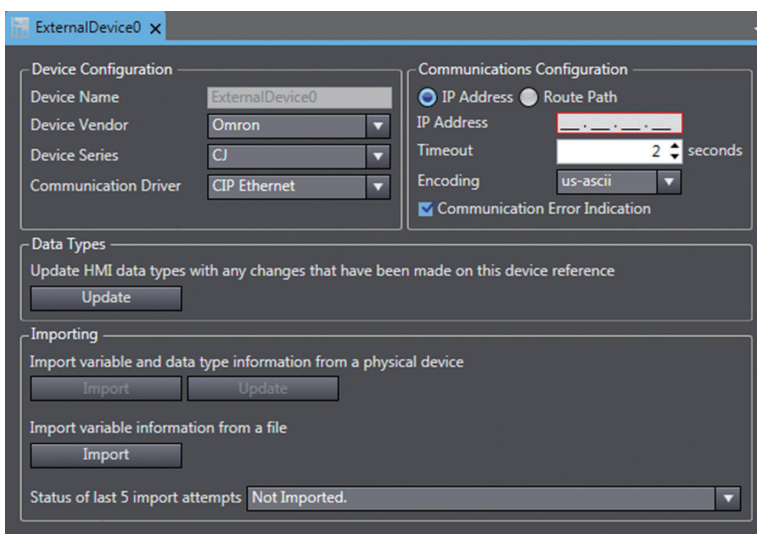 ExternalDevice0
Device Configuration
Device Name ExternalDevice0
Device Vendor Omron
Device Series CJ
Communication Driver CIP Ethernet
Communications Configuration
IP Address Route Path
IP Address __.__.__.__
Timeout 2 seconds
Encoding us-ascii
Communication Error Indication
Data Types
Update HMI data types with any changes that have been made on this device reference
Update
Importing
Import variable and data type information from a physical device
Import Update
Import variable information from a file
Import
Status of last 5 import attempts Not Imported.